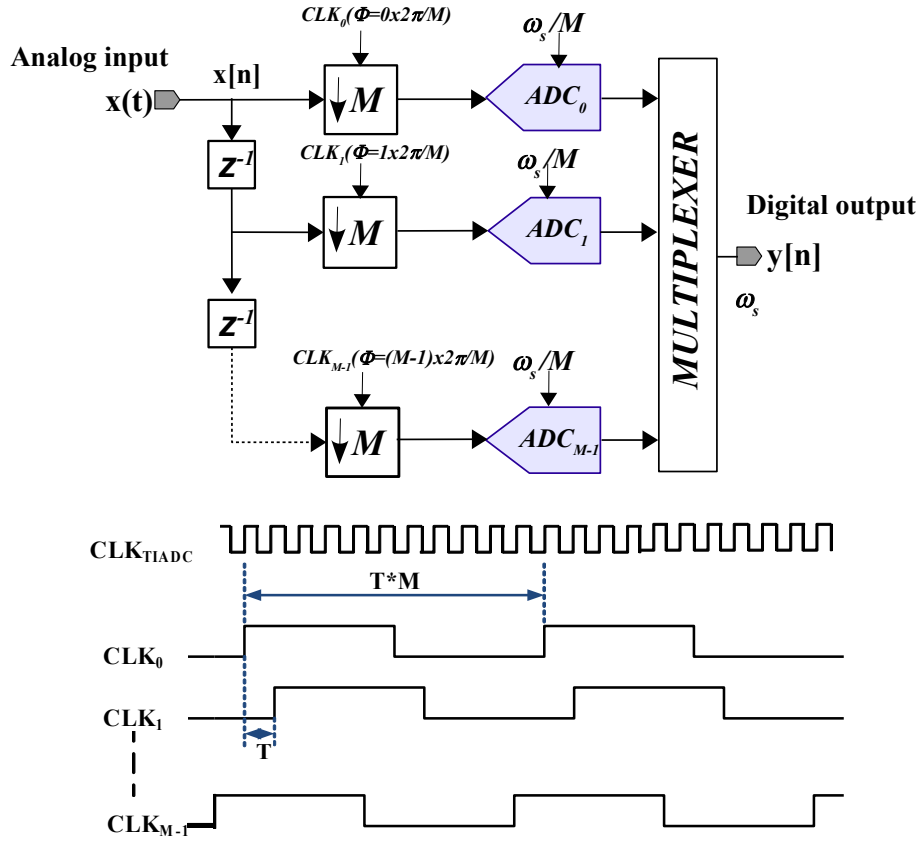 CLK0(Φ=0x2π/M)
ωs/M
Analog input
x[n]
x(t)
M
ADC0
z-1
CLK1(Φ=1x2π/M)
ωs/M
M
ADC1
MULTIPLEXER
Digital output
y[n]
ωs
z-1
CLKM-1(Φ=(M-1)x2π/M)
ωs/M
M
ADCM-1
CLKTIADC
T*M
CLK0
CLK1
T
CLKM-1